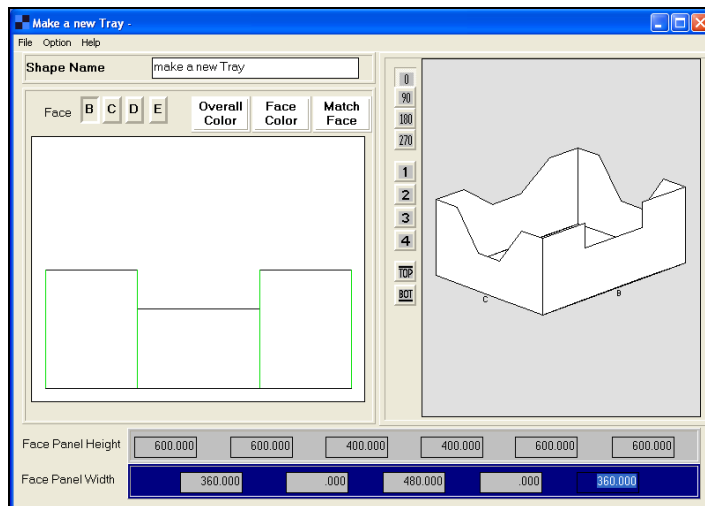 Make a new Tray -
File Option Help
Shape Name make a new Tray
Face B C D E Overall Color Face Color Match Face
0
90
180
270
1
2
3
4
TOP
BOT
C B
Face Panel Height 600.000 600.000 400.000 400.000 600.000 600.000
Face Panel Width 360.000 .000 480.000 .000 360.000